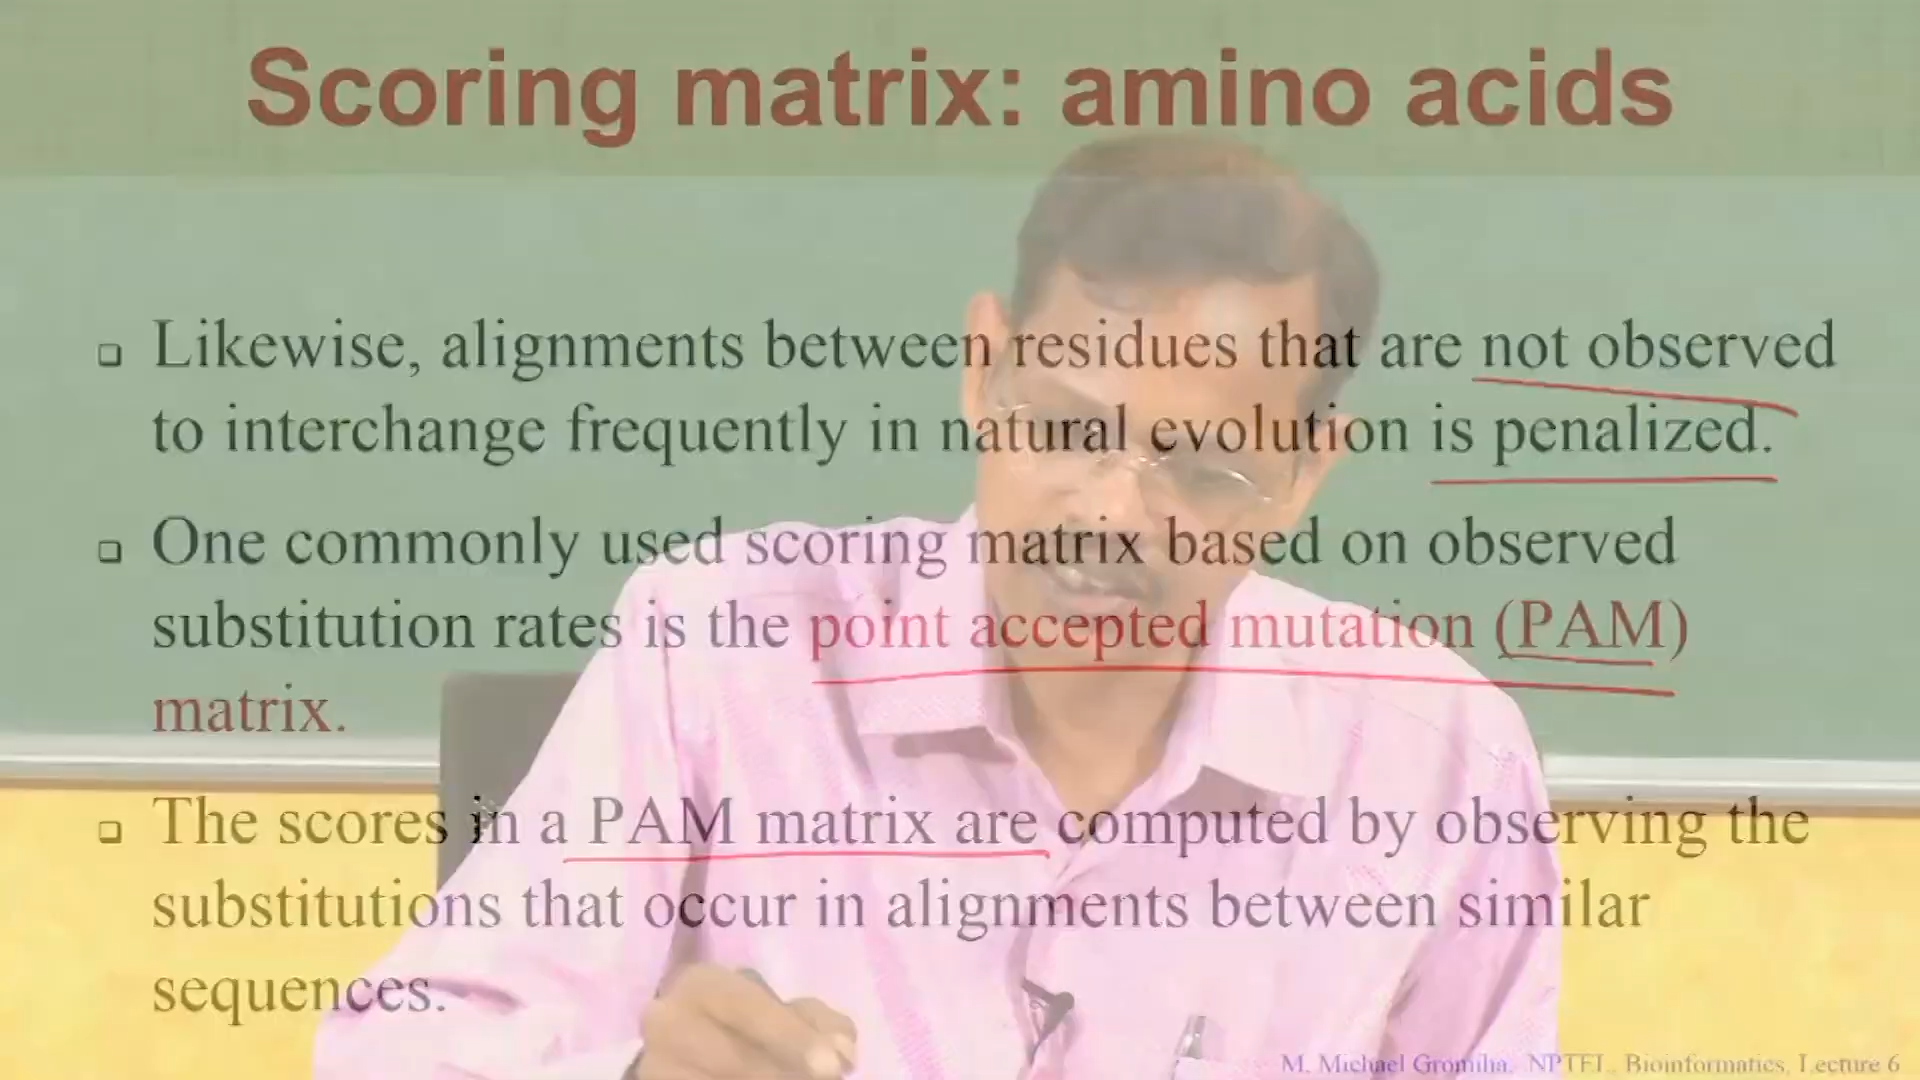 Scoring matrix: amino acids
❑ Likewise, alignments between residues that are not observed
to interchange frequently in natural evolution is penalized.
❑ One commonly used scoring matrix based on observed
substitution rates is the point accepted mutation (PAM)
matrix.
❑ The scores in a PAM matrix are computed by observing the
substitutions that occur in alignments between similar
sequences.
M. Michael Gromiha, NPTEL, Bioinformatics, Lecture 6